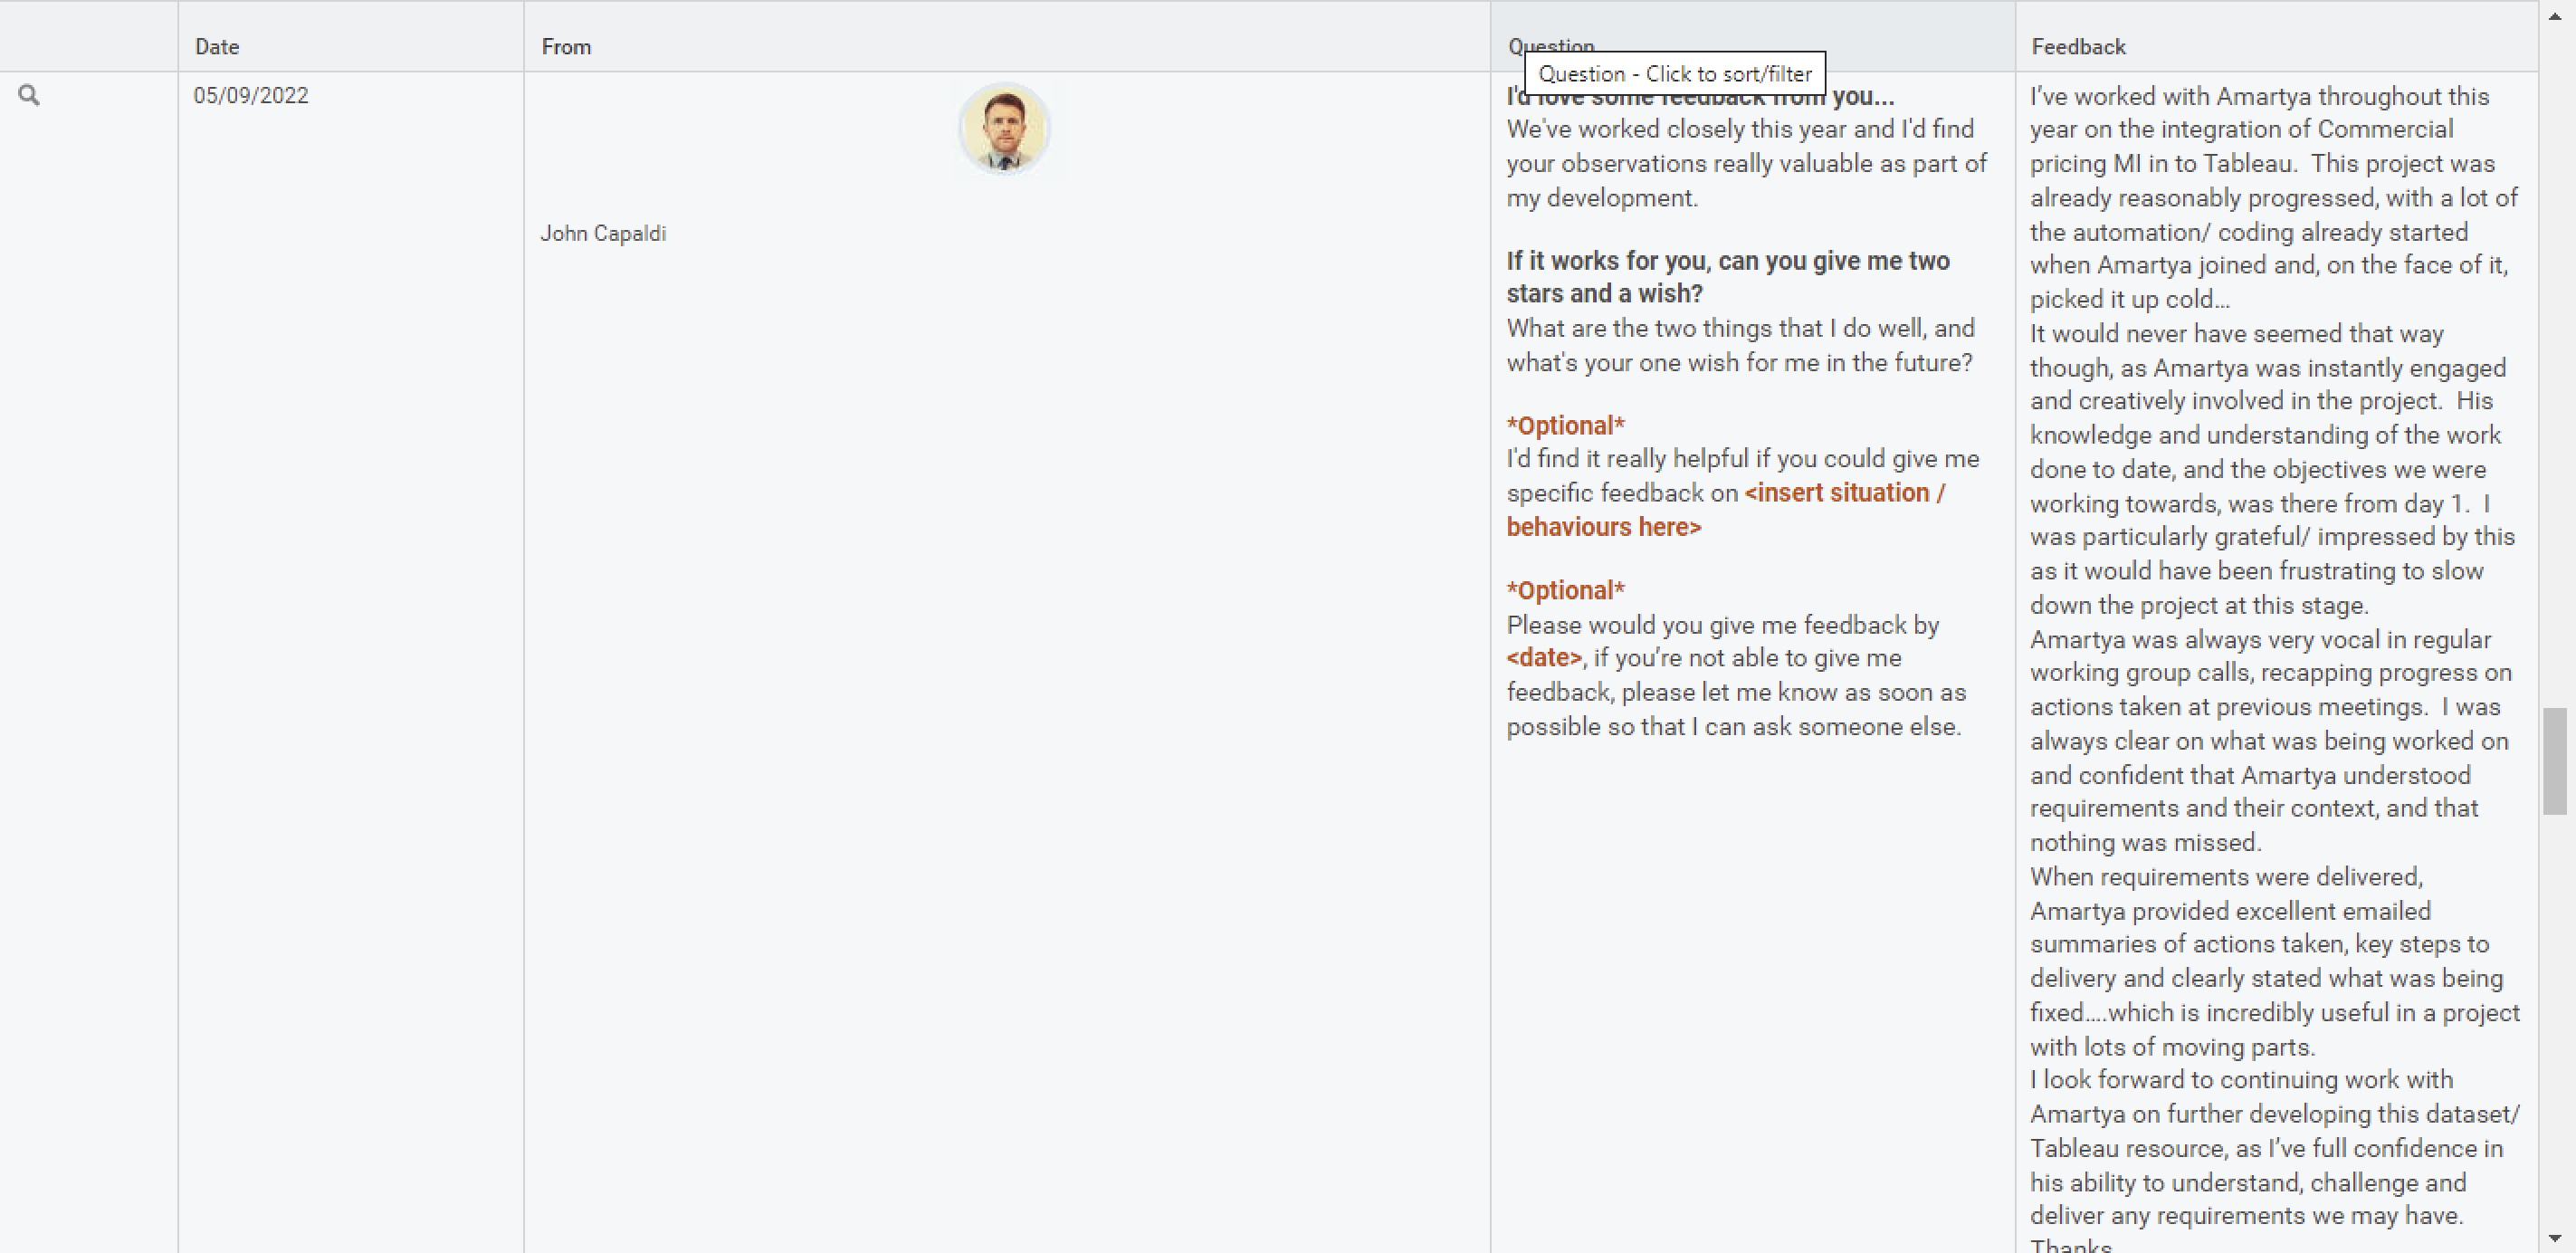 Date
From
Question
Feedback
Question - Click to sort/filter
05/09/2022
John Capaldi
I'd love some feedback from you...
We've worked closely this year and I'd find
your observations really valuable as part of
my development.
If it works for you, can you give me two
stars and a wish?
What are the two things that I do well, and
what's your one wish for me in the future?
*Optional*
I'd find it really helpful if you could give me
specific feedback on <insert situation /
behaviours here>
*Optional*
Please would you give me feedback by
<date>, if you’re not able to give me
feedback, please let me know as soon as
possible so that I can ask someone else.
I’ve worked with Amartya throughout this
year on the integration of Commercial
pricing MI in to Tableau.  This project was
already reasonably progressed, with a lot of
the automation/ coding already started
when Amartya joined and, on the face of it,
picked it up cold…
It would never have seemed that way
though, as Amartya was instantly engaged
and creatively involved in the project.  His
knowledge and understanding of the work
done to date, and the objectives we were
working towards, was there from day 1.  I
was particularly grateful/ impressed by this
as it would have been frustrating to slow
down the project at this stage.
Amartya was always very vocal in regular
working group calls, recapping progress on
actions taken at previous meetings.  I was
always clear on what was being worked on
and confident that Amartya understood
requirements and their context, and that
nothing was missed.
When requirements were delivered,
Amartya provided excellent emailed
summaries of actions taken, key steps to
delivery and clearly stated what was being
fixed….which is incredibly useful in a project
with lots of moving parts.
I look forward to continuing work with
Amartya on further developing this dataset/
Tableau resource, as I’ve full confidence in
his ability to understand, challenge and
deliver any requirements we may have.
Thanks